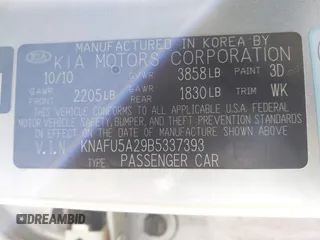 MANUFACTURED IN KOREA BY
KIA MOTORS CORPORATION
10/10 GVWR 3858LB PAINT 3D
GAWR GAWR
FRONT 2205LB REAR 1830LB TRIM WK
THIS VEHICLE CONFORMS TO ALL APPLICABLE
FEDERAL MOTOR VEHICLE SAFETY, BUMPER, AND THEFT
PREVENTION STANDARDS IN EFFECT ON THE DATE OF
MANUFACTURE SHOWN ABOVE.
V.I.N. KNAFU5A29B5337393
TYPE: PASSENGER CAR
DREAMBID